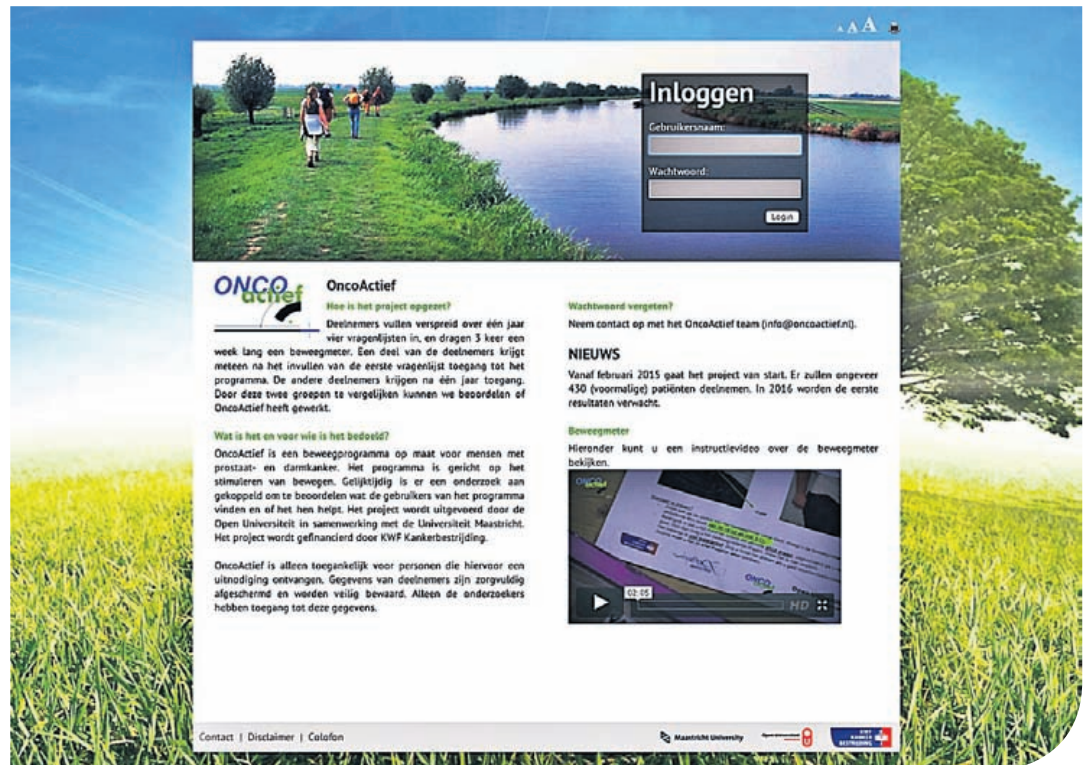 A A A
Inloggen
Gebruikersnaam:
Wachtwoord:
Login
ONCO
actief
OncoActief
Hoe is het project opgezet?
Deelnemers vullen verspreid over één jaar
vier vragenlijsten in, en dragen 3 keer een
week lang een beweegmeter. Een deel van de deelnemers krijgt
meteen na het invullen van de eerste vragenlijst toegang tot het
programma. De andere deelnemers krijgen na één jaar toegang.
Door deze twee groepen te vergelijken kunnen we beoordelen of
OncoActief heeft gewerkt.
Wat is het en voor wie is het bedoeld?
OncoActief is een beweegprogramma op maat voor mensen met
prostaat- en darmkanker. Het programma is gericht op het
stimuleren van bewegen. Gelijktijdig is er een onderzoek aan
gekoppeld om te beoordelen wat de gebruikers van het programma
vinden en of het hen helpt. Het project wordt uitgevoerd door de
Open Universiteit in samenwerking met de Universiteit Maastricht.
Het project wordt gefinancierd door KWF Kankerbestrijding.
OncoActief is alleen toegankelijk voor personen die hiervoor een
uitnodiging ontvangen. Gegevens van deelnemers zijn zorgvuldig
afgeschermd en worden veilig bewaard. Alleen de onderzoekers
hebben toegang tot deze gegevens.
Wachtwoord vergeten?
Neem contact op met het OncoActief team (info@oncoactief.nl).
NIEUWS
Vanaf februari 2015 gaat het project van start. Er zullen ongeveer
430 (voormalige) patiënten deelnemen. In 2016 worden de eerste
resultaten verwacht.
Beweegmeter
Hieronder kunt u een instructievideo over de beweegmeter
bekijken.
ONCO
actief
02:05
HD
Contact | Disclaimer | Colofon
Maastricht University
Open Universiteit
KWF
KANKER
BESTRIJDING